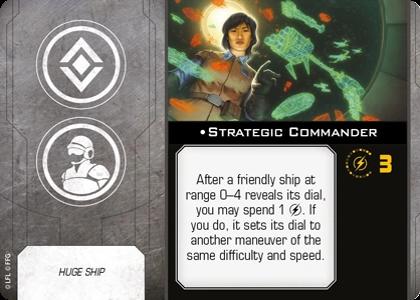 • STRATEGIC COMMANDER
3
After a friendly ship at
range 0–4 reveals its dial,
you may spend 1 . If
you do, it sets its dial to
another maneuver of the
same difficulty and speed.
HUGE SHIP
©LFL ©FFG